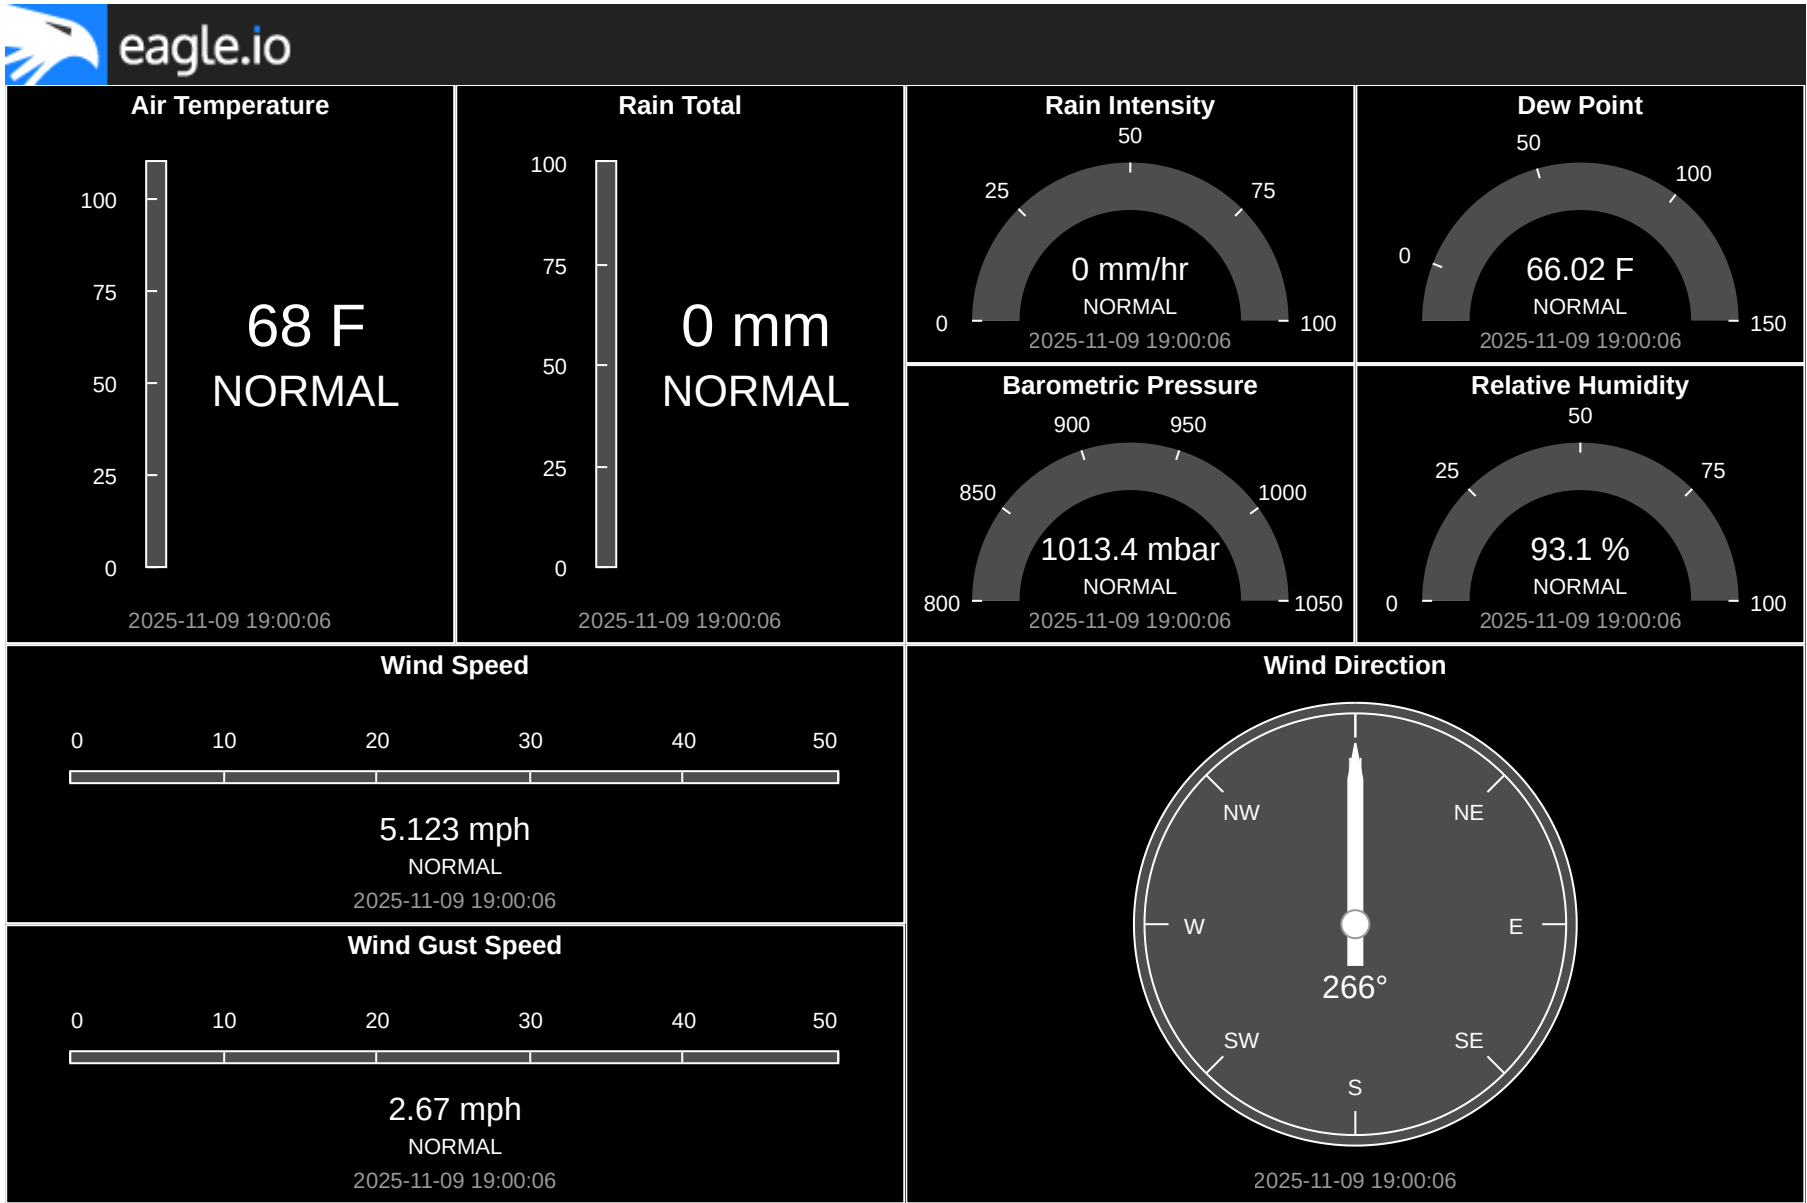 eagle.io
Air Temperature
100
75
50
25
0
68 F
NORMAL
2025-11-09 19:00:06
Rain Total
100
75
50
25
0
0 mm
NORMAL
2025-11-09 19:00:06
Rain Intensity
0
25
50
75
100
0 mm/hr
NORMAL
2025-11-09 19:00:06
Dew Point
0
50
100
150
66.02 F
NORMAL
2025-11-09 19:00:06
Barometric Pressure
800
850
900
950
1000
1050
1013.4 mbar
NORMAL
2025-11-09 19:00:06
Relative Humidity
0
25
50
75
100
93.1 %
NORMAL
2025-11-09 19:00:06
Wind Speed
0 10 20 30 40 50
5.123 mph
NORMAL
2025-11-09 19:00:06
Wind Gust Speed
0 10 20 30 40 50
2.67 mph
NORMAL
2025-11-09 19:00:06
Wind Direction
NW NE
W E
266°
SW SE
S
2025-11-09 19:00:06